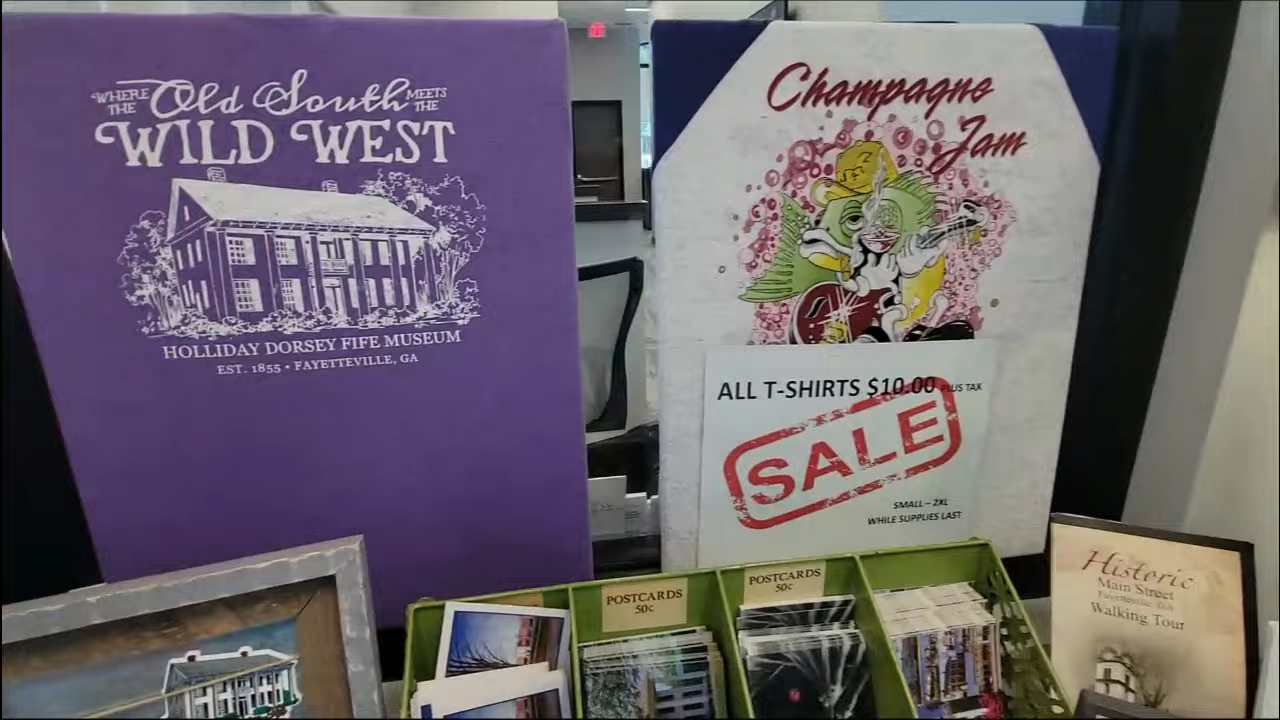 WHERE THE Old South MEETS THE
WILD WEST
HOLLIDAY DORSEY FIFE MUSEUM
EST. 1855 • FAYETTEVILLE, GA
Champagne
Jam
ALL T-SHIRTS $10.00 PLUS TAX
SALE
SMALL – 2XL
WHILE SUPPLIES LAST
POSTCARDS
50¢
POSTCARDS
50¢
Historic
Main Street
Fayetteville, GA
Walking Tour